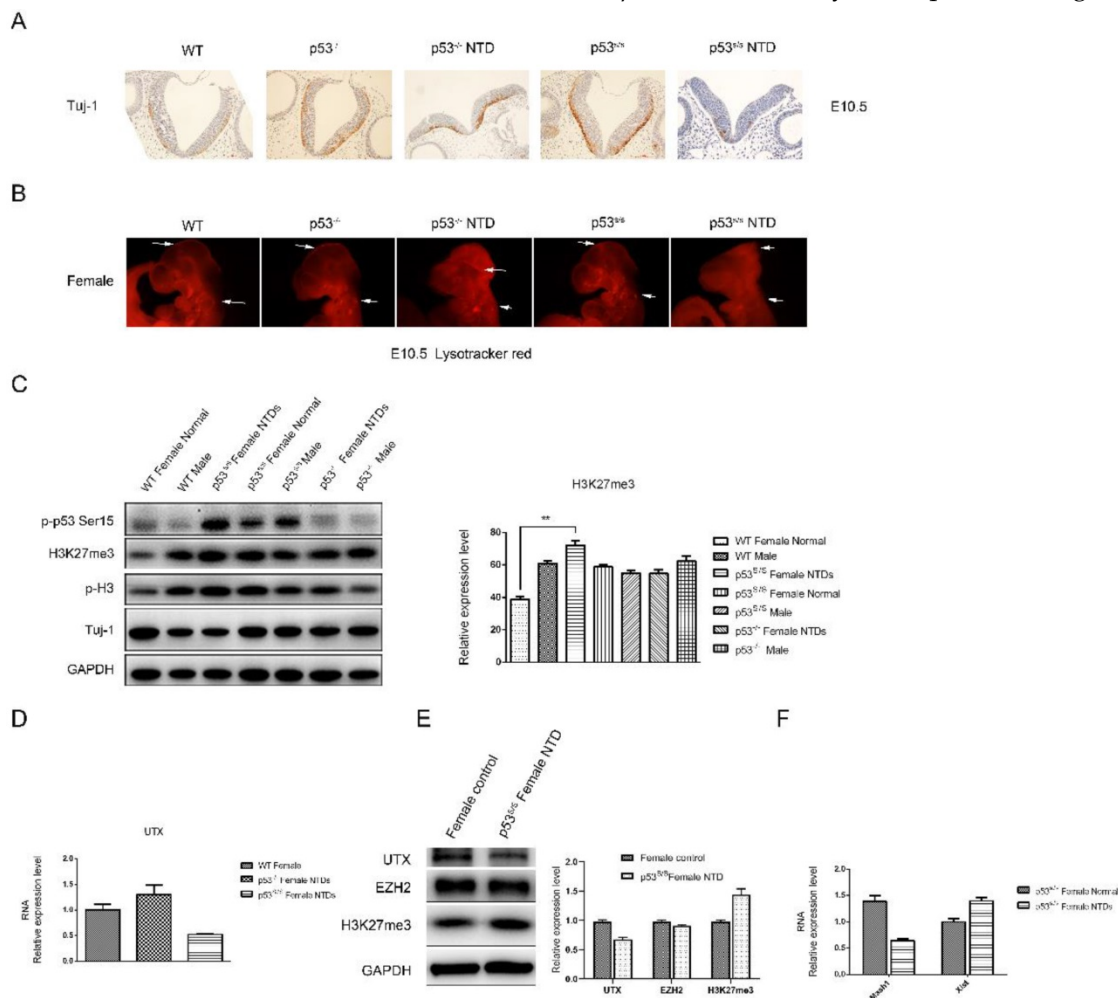 A
WT
p53-/-
p53-/- NTD
p53S/S
p53S/S NTD
Tuj-1
E10.5
B
WT
p53-/-
p53-/- NTD
p53S/S
p53S/S NTD
Female
E10.5 Lysotracker red
C
WT Female Normal
WT Male
p53S/S Female NTDs
p53S/S Female Normal
p53S/S Male
p53-/- Female NTDs
p53-/- Male
p-p53 Ser15
H3K27me3
p-H3
Tuj-1
GAPDH
H3K27me3
**
Relative expression level
80
60
40
20
0
WT Female Normal
WT Male
p53S/S Female NTDs
p53S/S Female Normal
p53S/S Male
p53-/- Female NTDs
p53-/- Male
D
UTX
RNA
Relative expression level
2.0
1.5
1.0
0.5
0.0
WT Female
p53-/- Female NTDs
p53S/S Female NTDs
E
Female control
p53S/S Female NTD
UTX
EZH2
H3K27me3
GAPDH
Relative expression level
2.0
1.5
1.0
0.5
0.0
UTX
EZH2
H3K27me3
Female control
p53S/S Female NTD
F
RNA
Relative expression level
2.0
1.5
1.0
0.5
0.0
Mash1
Xist
p53-/- Female Normal
p53-/- Female NTDs